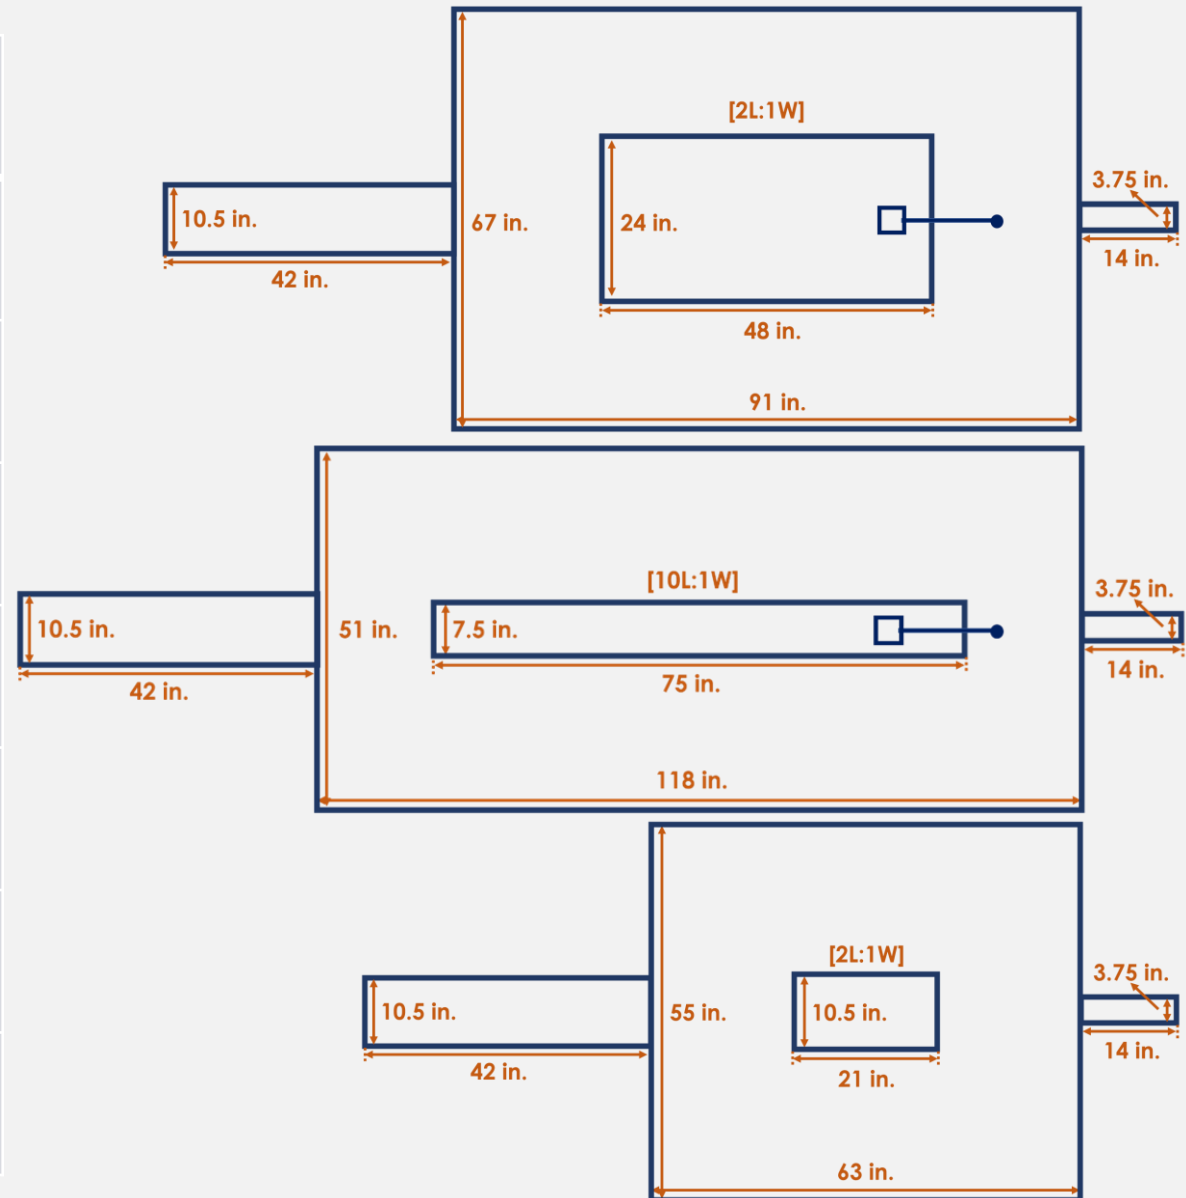 [2L:1W]
3.75 in.
10.5 in.
67 in.
24 in.
14 in.
42 in.
48 in.
91 in.
[10L:1W]
3.75 in.
10.5 in.
51 in.
7.5 in.
14 in.
42 in.
75 in.
118 in.
[2L:1W]
3.75 in.
10.5 in.
55 in.
10.5 in.
14 in.
42 in.
21 in.
63 in.